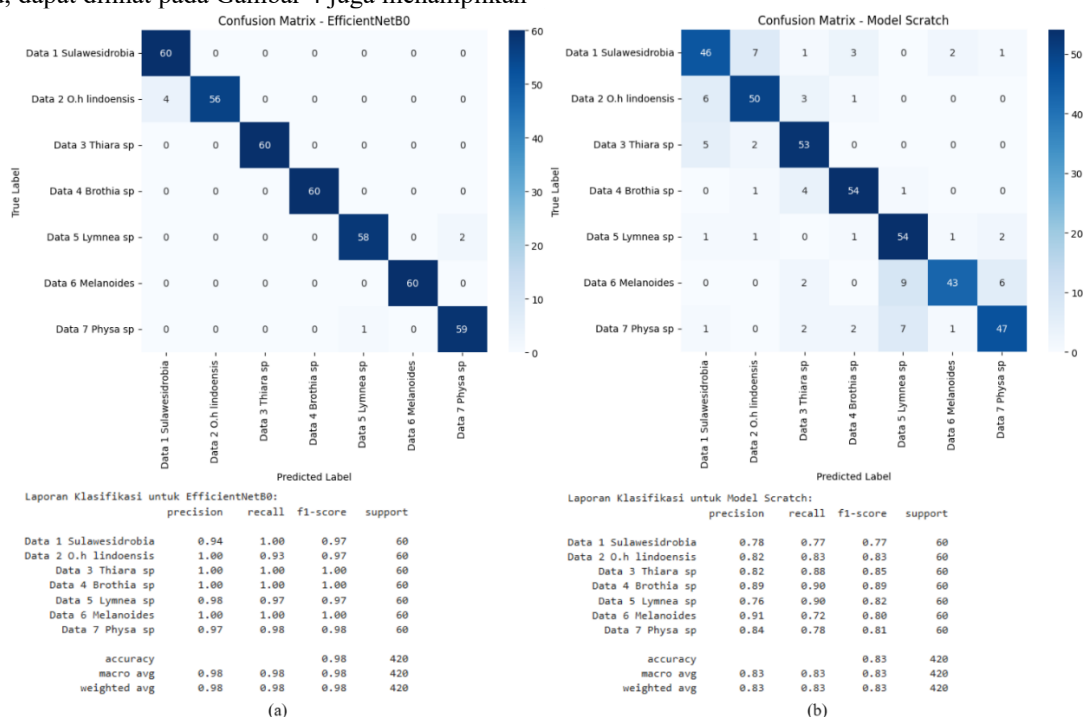 dapat dilihat pada Gambar 4 juga menampilkan
Confusion Matrix - EfficientNetB0
True Label
Data 1 Sulawesidrobia 60 0 0 0 0 0 0
Data 2 O.h lindoensis 4 56 0 0 0 0 0
Data 3 Thiara sp 0 0 60 0 0 0 0
Data 4 Brothia sp 0 0 0 60 0 0 0
Data 5 Lymnea sp 0 0 0 0 58 0 2
Data 6 Melanoides 0 0 0 0 0 60 0
Data 7 Physa sp 0 0 0 0 1 0 59
Data 1 Sulawesidrobia
Data 2 O.h lindoensis
Data 3 Thiara sp
Data 4 Brothia sp
Data 5 Lymnea sp
Data 6 Melanoides
Data 7 Physa sp
60
50
40
30
20
10
0
Confusion Matrix - Model Scratch
True Label
Data 1 Sulawesidrobia 46 7 1 3 0 2 1
Data 2 O.h lindoensis 6 50 3 1 0 0 0
Data 3 Thiara sp 5 2 53 0 0 0 0
Data 4 Brothia sp 0 1 4 54 1 0 0
Data 5 Lymnea sp 1 1 0 1 54 1 2
Data 6 Melanoides 0 0 2 0 9 43 6
Data 7 Physa sp 1 0 2 2 7 1 47
Data 1 Sulawesidrobia
Data 2 O.h lindoensis
Data 3 Thiara sp
Data 4 Brothia sp
Data 5 Lymnea sp
Data 6 Melanoides
Data 7 Physa sp
50
40
30
20
10
0
Predicted Label
Laporan Klasifikasi untuk EfficientNetB0:
precision recall f1-score support
Data 1 Sulawesidrobia 0.94 1.00 0.97 60
Data 2 O.h lindoensis 1.00 0.93 0.97 60
Data 3 Thiara sp 1.00 1.00 1.00 60
Data 4 Brothia sp 1.00 1.00 1.00 60
Data 5 Lymnea sp 0.98 0.97 0.97 60
Data 6 Melanoides 1.00 1.00 1.00 60
Data 7 Physa sp 0.97 0.98 0.98 60
accuracy 0.98 420
macro avg 0.98 0.98 0.98 420
weighted avg 0.98 0.98 0.98 420
(a)
Laporan Klasifikasi untuk Model Scratch:
precision recall f1-score support
Data 1 Sulawesidrobia 0.78 0.77 0.77 60
Data 2 O.h lindoensis 0.82 0.83 0.83 60
Data 3 Thiara sp 0.82 0.88 0.85 60
Data 4 Brothia sp 0.89 0.90 0.89 60
Data 5 Lymnea sp 0.76 0.90 0.82 60
Data 6 Melanoides 0.91 0.72 0.80 60
Data 7 Physa sp 0.84 0.78 0.81 60
accuracy 0.83 420
macro avg 0.83 0.83 0.83 420
weighted avg 0.83 0.83 0.83 420
(b)